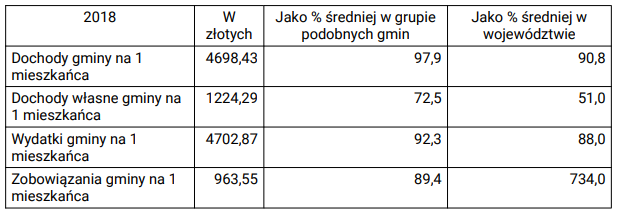 2018
W
złotych
Jako % średniej w grupie
podobnych gmin
Jako % średniej w
województwie
Dochody gminy na 1
mieszkańca
4698,43
97,9
90,8
Dochody własne gminy na
1 mieszkańca
1224,29
72,5
51,0
Wydatki gminy na 1
mieszkańca
4702,87
92,3
88,0
Zobowiązania gminy na 1
mieszkańca
963,55
89,4
734,0